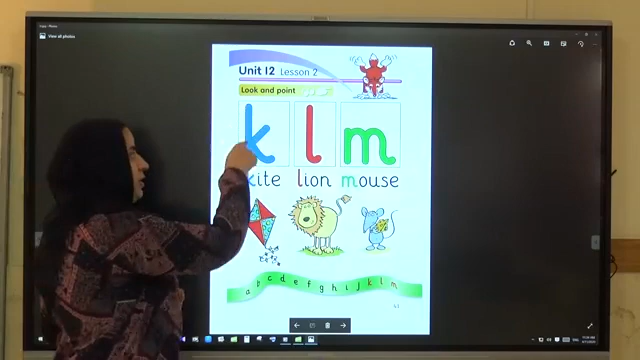 View all photos
Unit 12 Lesson 2
Look and point
k l m
kite lion mouse
a b c d e f g h i j k l m